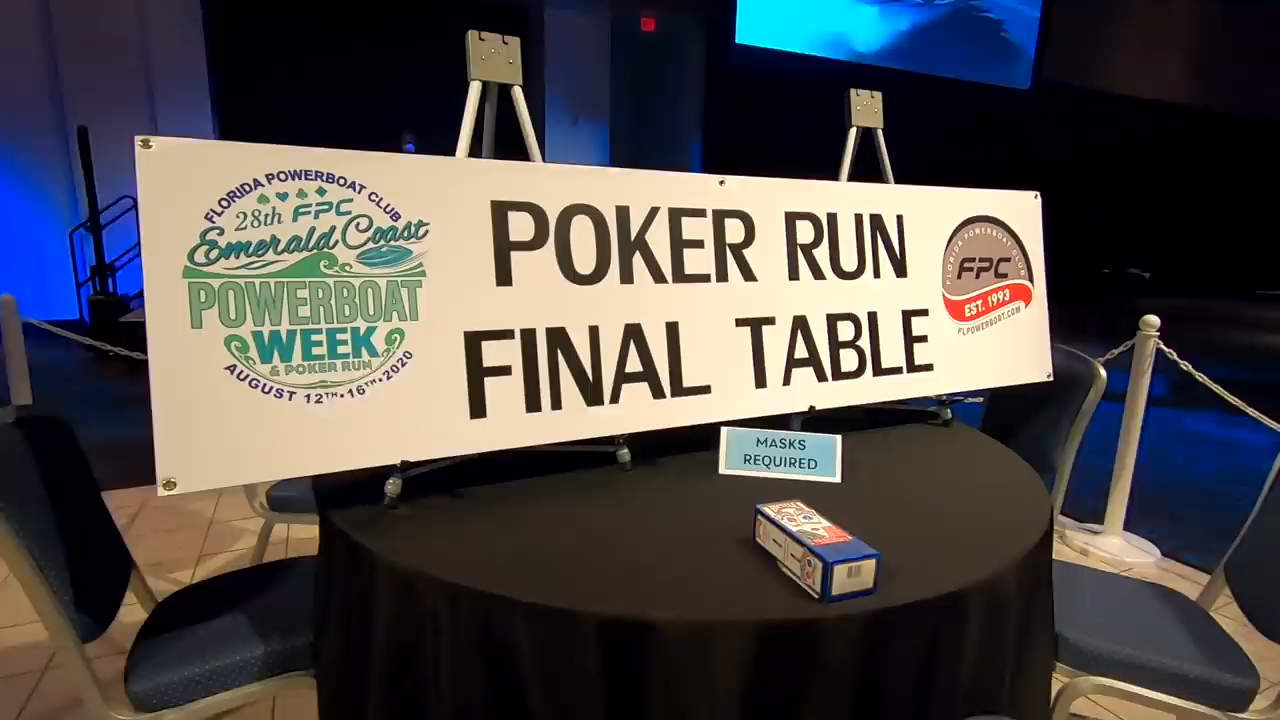 FLORIDA POWERBOAT CLUB
28th FPC
Emerald Coast
POWERBOAT
WEEK
& POKER RUN
AUGUST 12TH • 16TH • 2020
POKER RUN
FINAL TABLE
FLORIDA POWERBOAT CLUB
FPC
EST. 1993
FLPOWERBOAT.COM
MASKS
REQUIRED